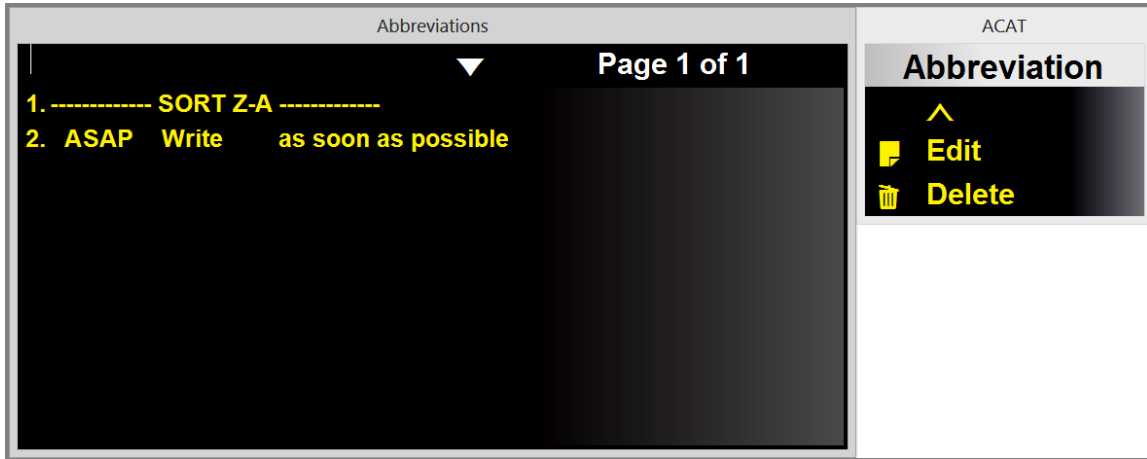 Abbreviations
Page 1 of 1
1. ------------- SORT Z-A -------------
2. ASAP Write as soon as possible
ACAT
Abbreviation
Edit
Delete